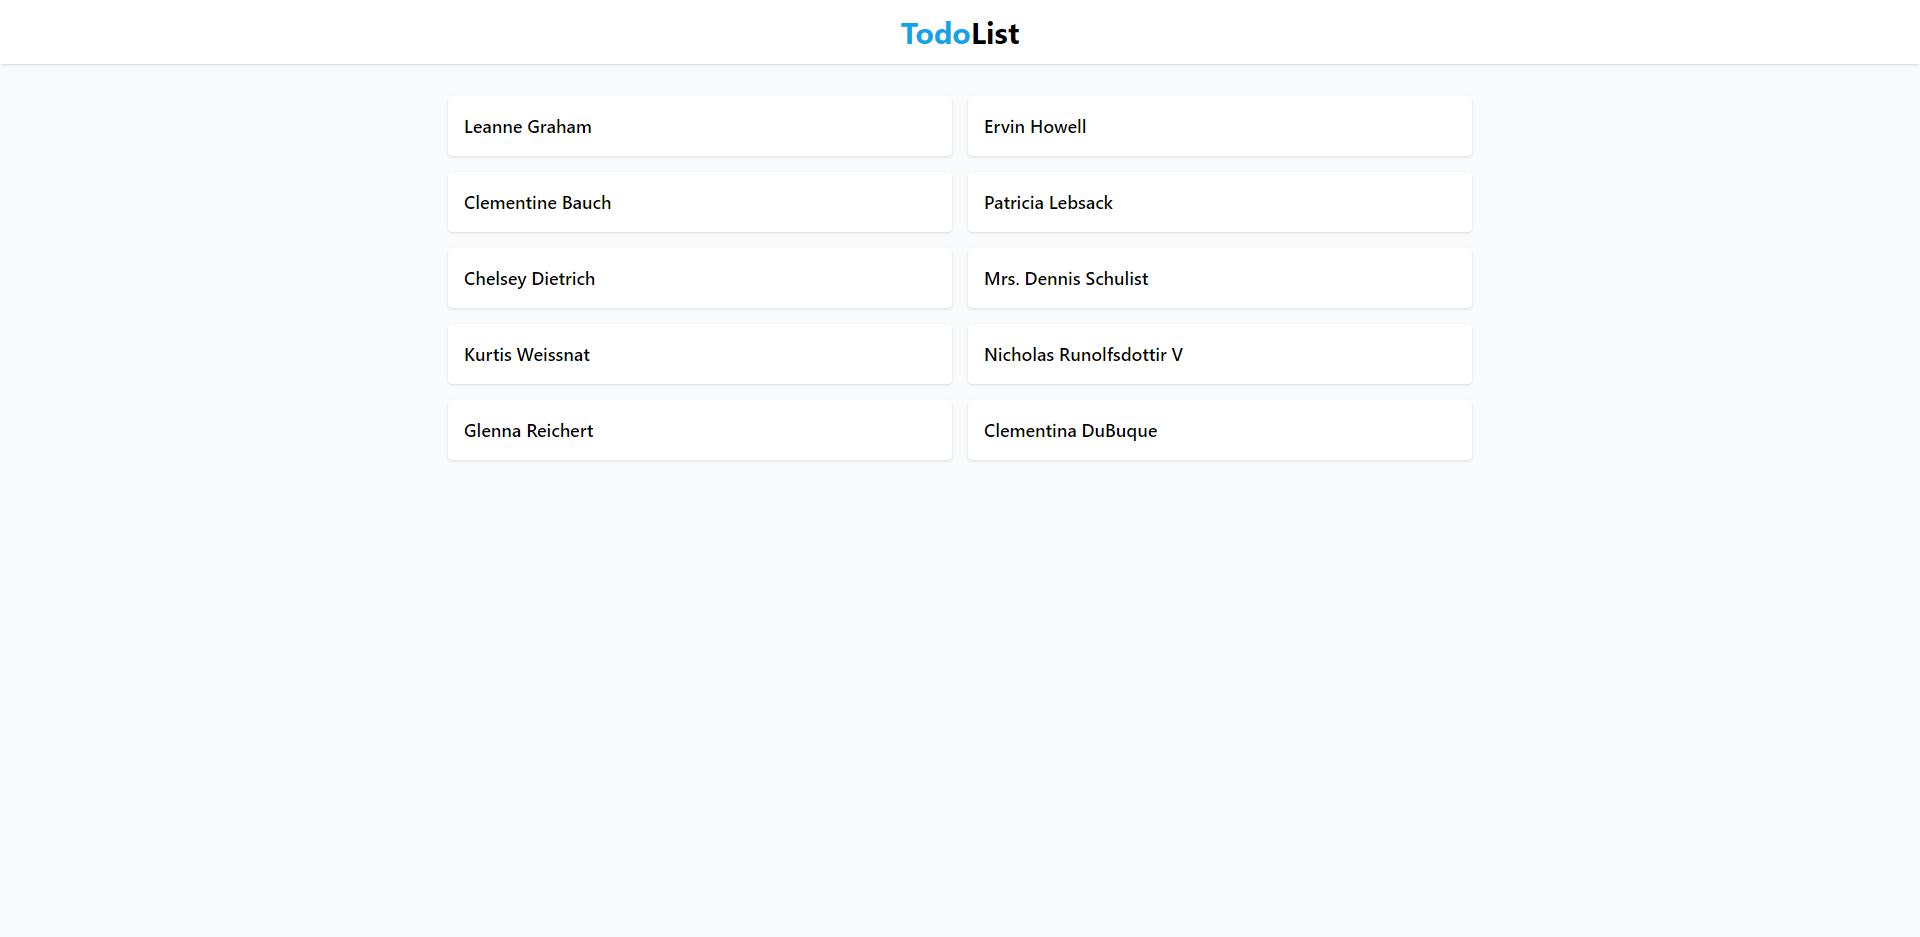 TodoList
Leanne Graham
Ervin Howell
Clementine Bauch
Patricia Lebsack
Chelsey Dietrich
Mrs. Dennis Schulist
Kurtis Weissnat
Nicholas Runolfsdottir V
Glenna Reichert
Clementina DuBuque